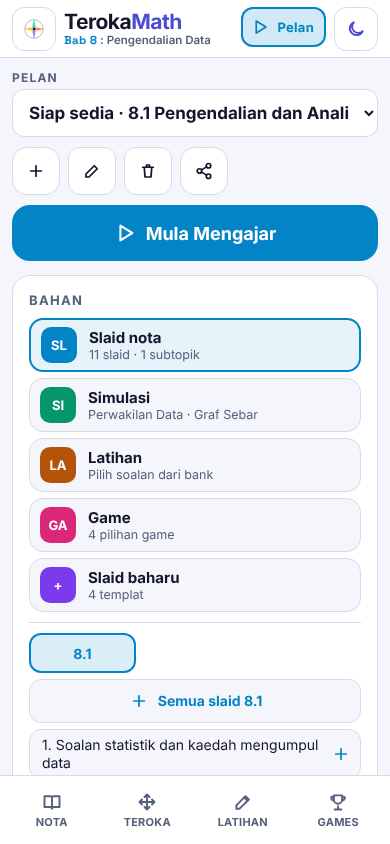 TerokaMath
Bab 8 : Pengendalian Data
Pelan
PELAN
Siap sedia · 8.1 Pengendalian dan Anali
Mula Mengajar
BAHAN
SL
Slaid nota
11 slaid · 1 subtopik
SI
Simulasi
Perwakilan Data · Graf Sebar
LA
Latihan
Pilih soalan dari bank
GA
Game
4 pilihan game
+
Slaid baharu
4 templat
8.1
+ Semua slaid 8.1
1. Soalan statistik dan kaedah mengumpul
data
+
NOTA
TEROKA
LATIHAN
GAMES